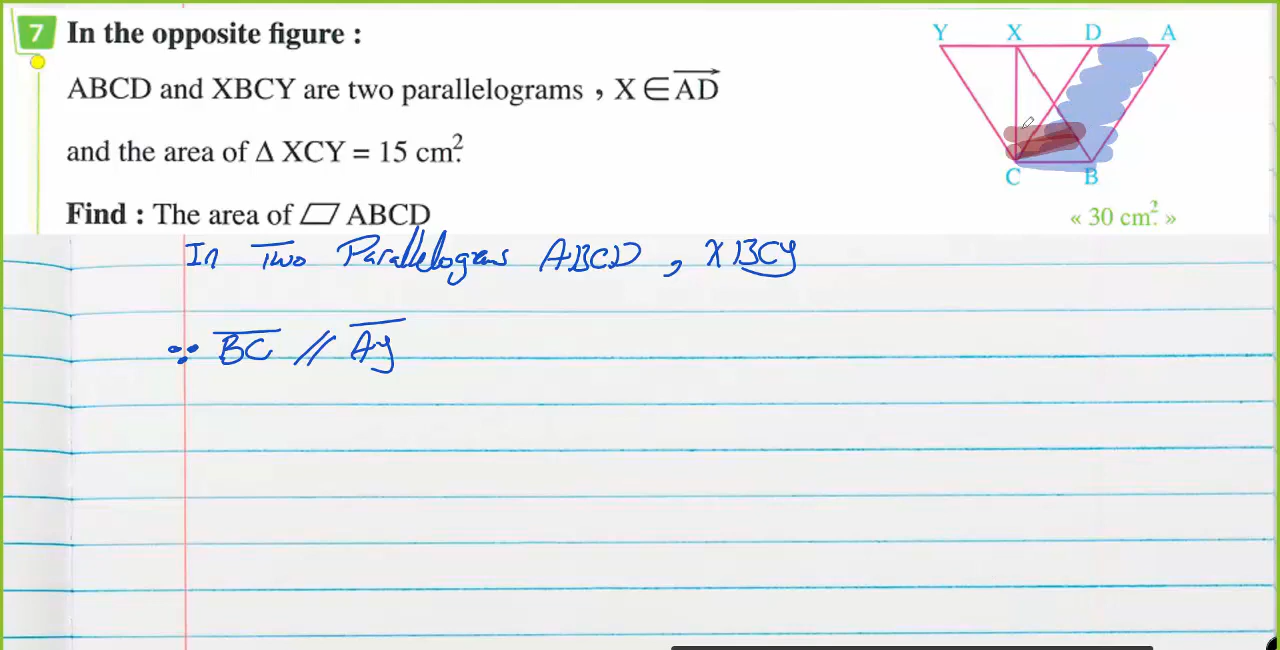 7 In the opposite figure :
ABCD and XBCY are two parallelograms , X ∈ AD
and the area of Δ XCY = 15 cm².
Find : The area of ▱ ABCD
Y X D A
C B
« 30 cm². »
In Two Parallelograms ABCD , XBCY
∵ BC // AY